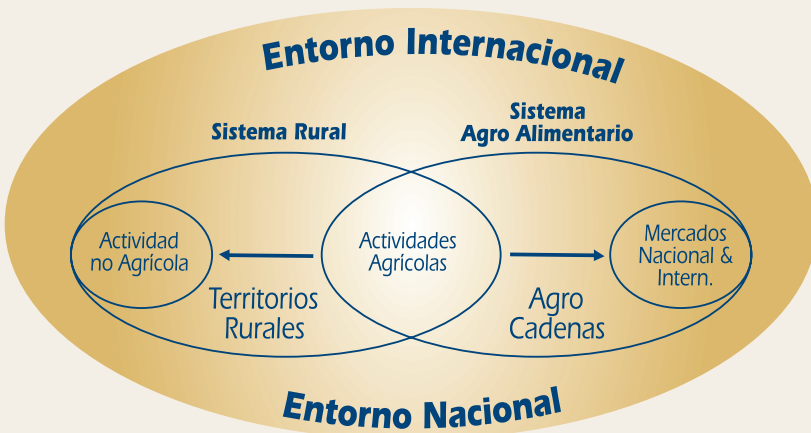 Entorno Internacional
Sistema Rural
Sistema
Agro Alimentario
Actividad
no Agrícola
Actividades
Agrícolas
Mercados
Nacional &
Intern.
Territorios
Rurales
Agro
Cadenas
Entorno Nacional